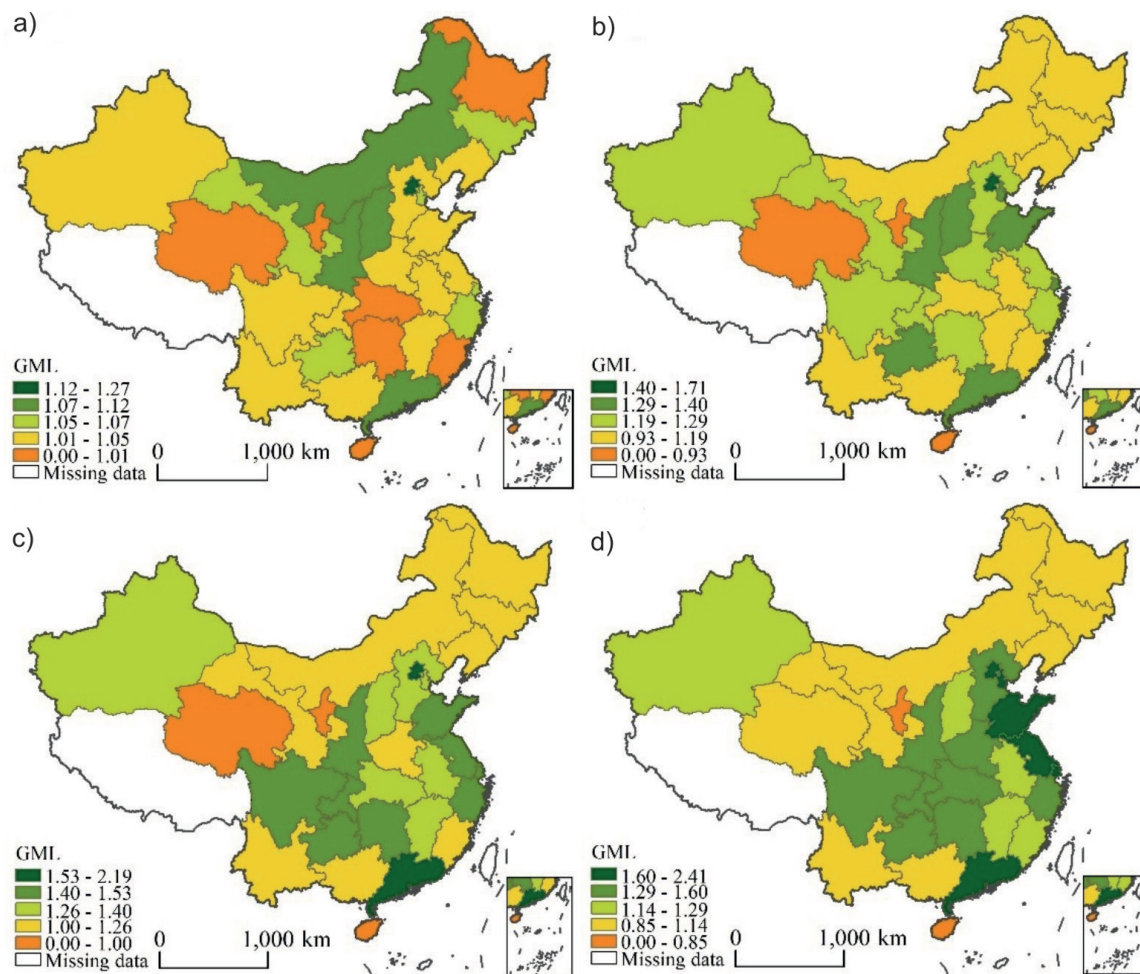 a)
GML
1.12 - 1.27
1.07 - 1.12
1.05 - 1.07
1.01 - 1.05
0.00 - 1.01
Missing data
0 1,000 km
b)
GML
1.40 - 1.71
1.29 - 1.40
1.19 - 1.29
0.93 - 1.19
0.00 - 0.93
Missing data
0 1,000 km
c)
GML
1.53 - 2.19
1.40 - 1.53
1.26 - 1.40
1.00 - 1.26
0.00 - 1.00
Missing data
0 1,000 km
d)
GML
1.60 - 2.41
1.29 - 1.60
1.14 - 1.29
0.85 - 1.14
0.00 - 0.85
Missing data
0 1,000 km